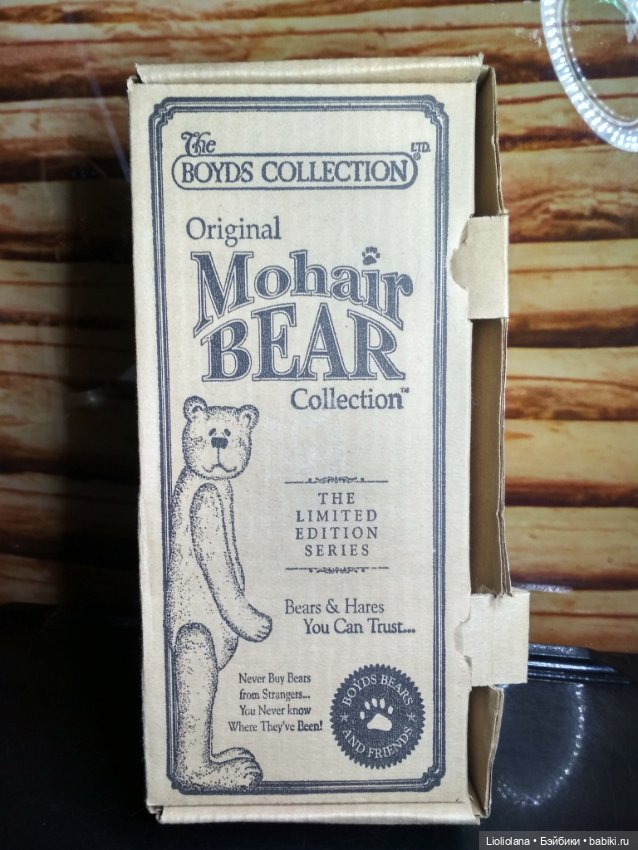 The
BOYDS COLLECTION LTD.
Original
Mohair
BEAR
Collection™
THE
LIMITED
EDITION
SERIES
Bears & Hares
You Can Trust...
Never Buy Bears
from Strangers...
You Never know
Where They've Been!
BOYDS BEARS
AND FRIENDS
Lioliolana • Бэйбики • babiki.ru